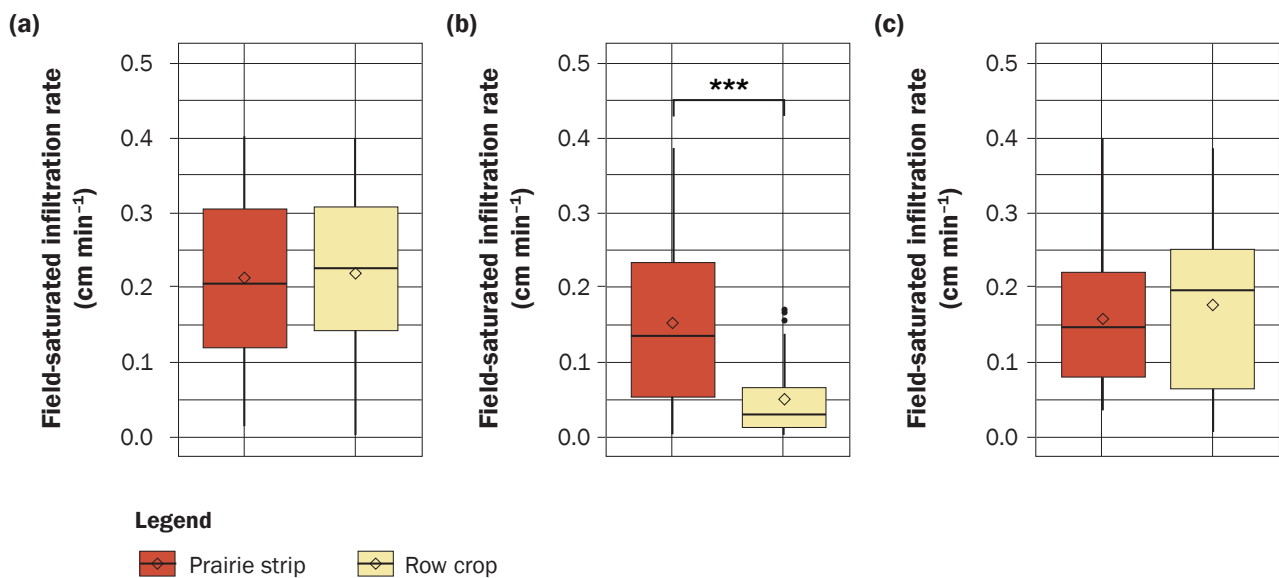 (a)
Field-saturated infiltration rate
(cm min⁻¹)
0.5
0.4
0.3
0.2
0.1
0.0
(b)
Field-saturated infiltration rate
(cm min⁻¹)
0.5
0.4
0.3
0.2
0.1
0.0
***
(c)
Field-saturated infiltration rate
(cm min⁻¹)
0.5
0.4
0.3
0.2
0.1
0.0
Legend
Prairie strip
Row crop